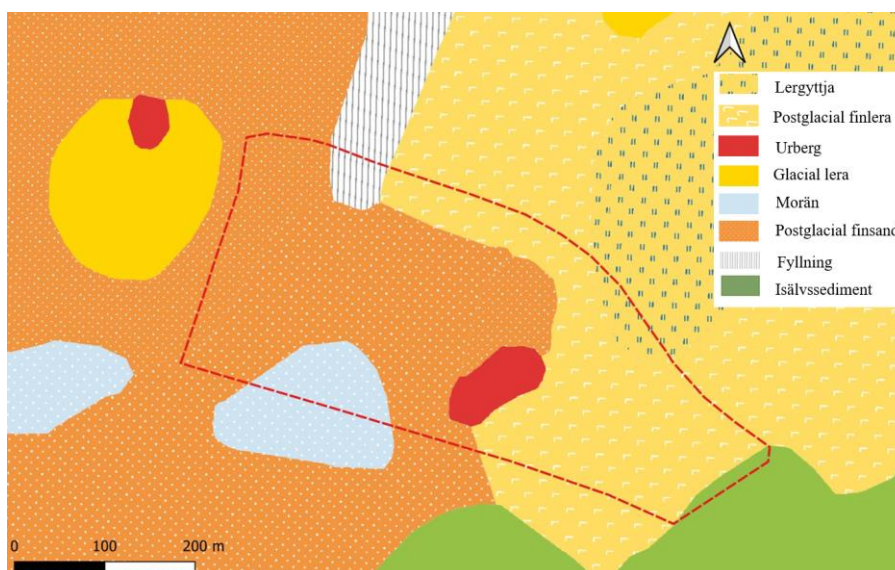 Lergyttja
Postglacial finlera
Urberg
Glacial lera
Morän
Postglacial finsand
Fyllning
Isälvssediment
0 100 200 m